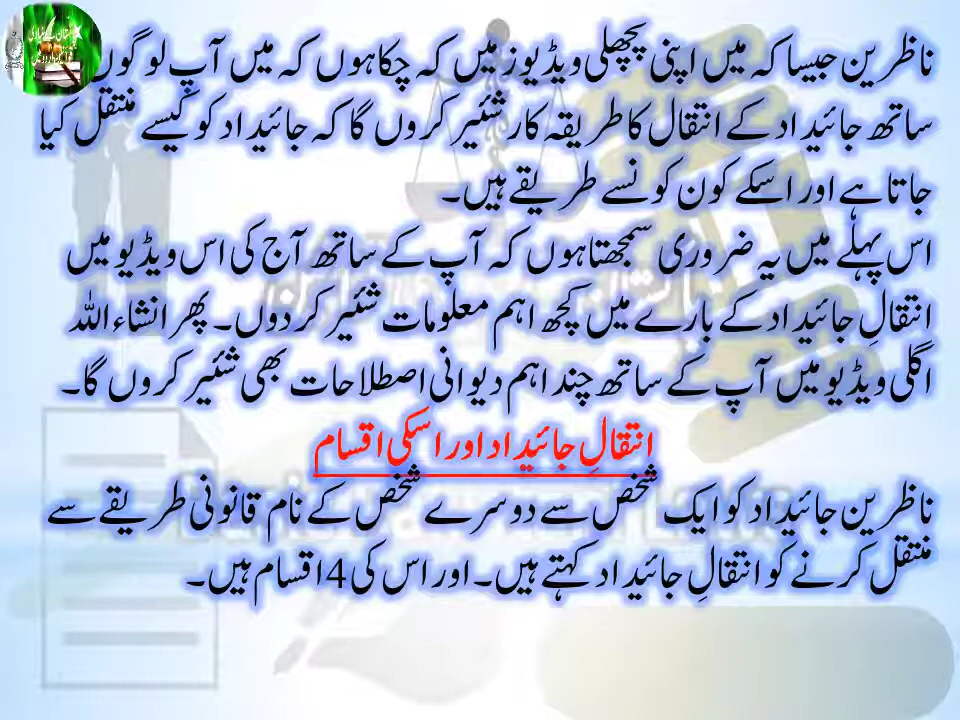 ناظرین جیسا کہ میں اپنی پچھلی ویڈیوز میں کہ چکا ہوں کہ میں آپ لوگوں
ساتھ جائیداد کے انتقال کا طریقہ کار شئیر کروں گا کہ جائیداد کو کیسے منتقل کیا
جاتا ہے اور اسکے کون کونسے طریقے ہیں۔
اس پہلے میں یہ ضروری سمجھتا ہوں کہ آپ کے ساتھ آج کی اس ویڈیو میں
انتقالِ جائیداد کے بارے میں کچھ اہم معلومات شئیر کر دوں۔ پھر انشاء اللہ
اگلی ویڈیو میں آپ کے ساتھ چند اہم دیوانی اصطلاحات بھی شئیر کروں گا۔
انتقالِ جائیداد اور اسکی اقسام
ناظرین جائیداد کو ایک شخص سے دوسرے شخص کے نام قانونی طریقے سے
منتقل کرنے کو انتقالِ جائیداد کہتے ہیں۔ اور اس کی 4 اقسام ہیں۔